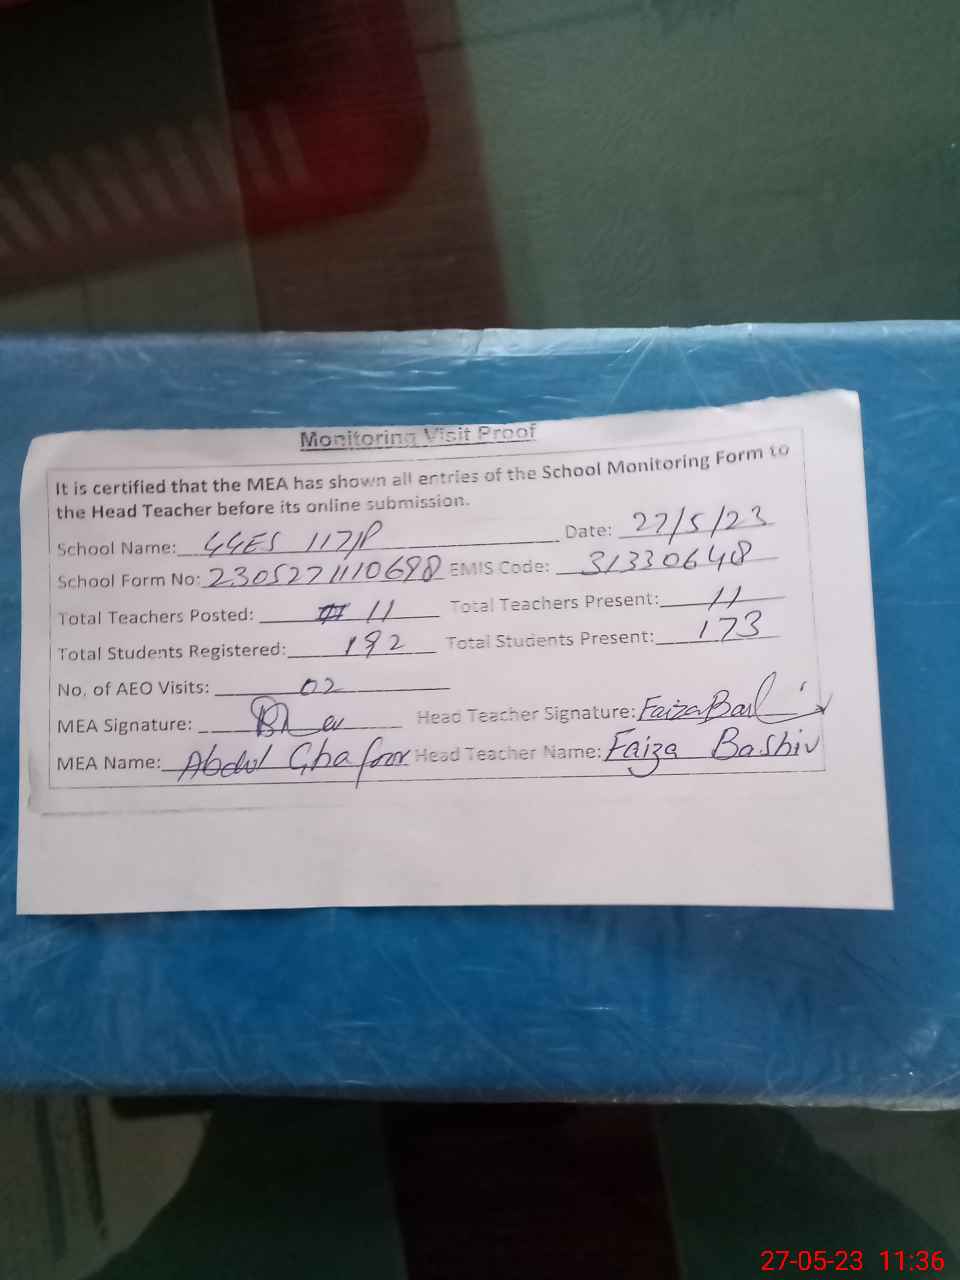 Monitoring Visit Proof
It is certified that the MEA has shown all entries of the School Monitoring Form to
the Head Teacher before its online submission.
School Name: GGES 117/P Date: 27/5/23
School Form No: 2305271110698 EMIS Code: 31330648
Total Teachers Posted: 11 Total Teachers Present: 11
Total Students Registered: 192 Total Students Present: 173
No, of AEO Visits: 02
MEA Signature: Head Teacher Signature: Faiza
MEA Name: Abdul Ghafoor Head Teacher Name: Faiza Bashir
27-05-23 11:36